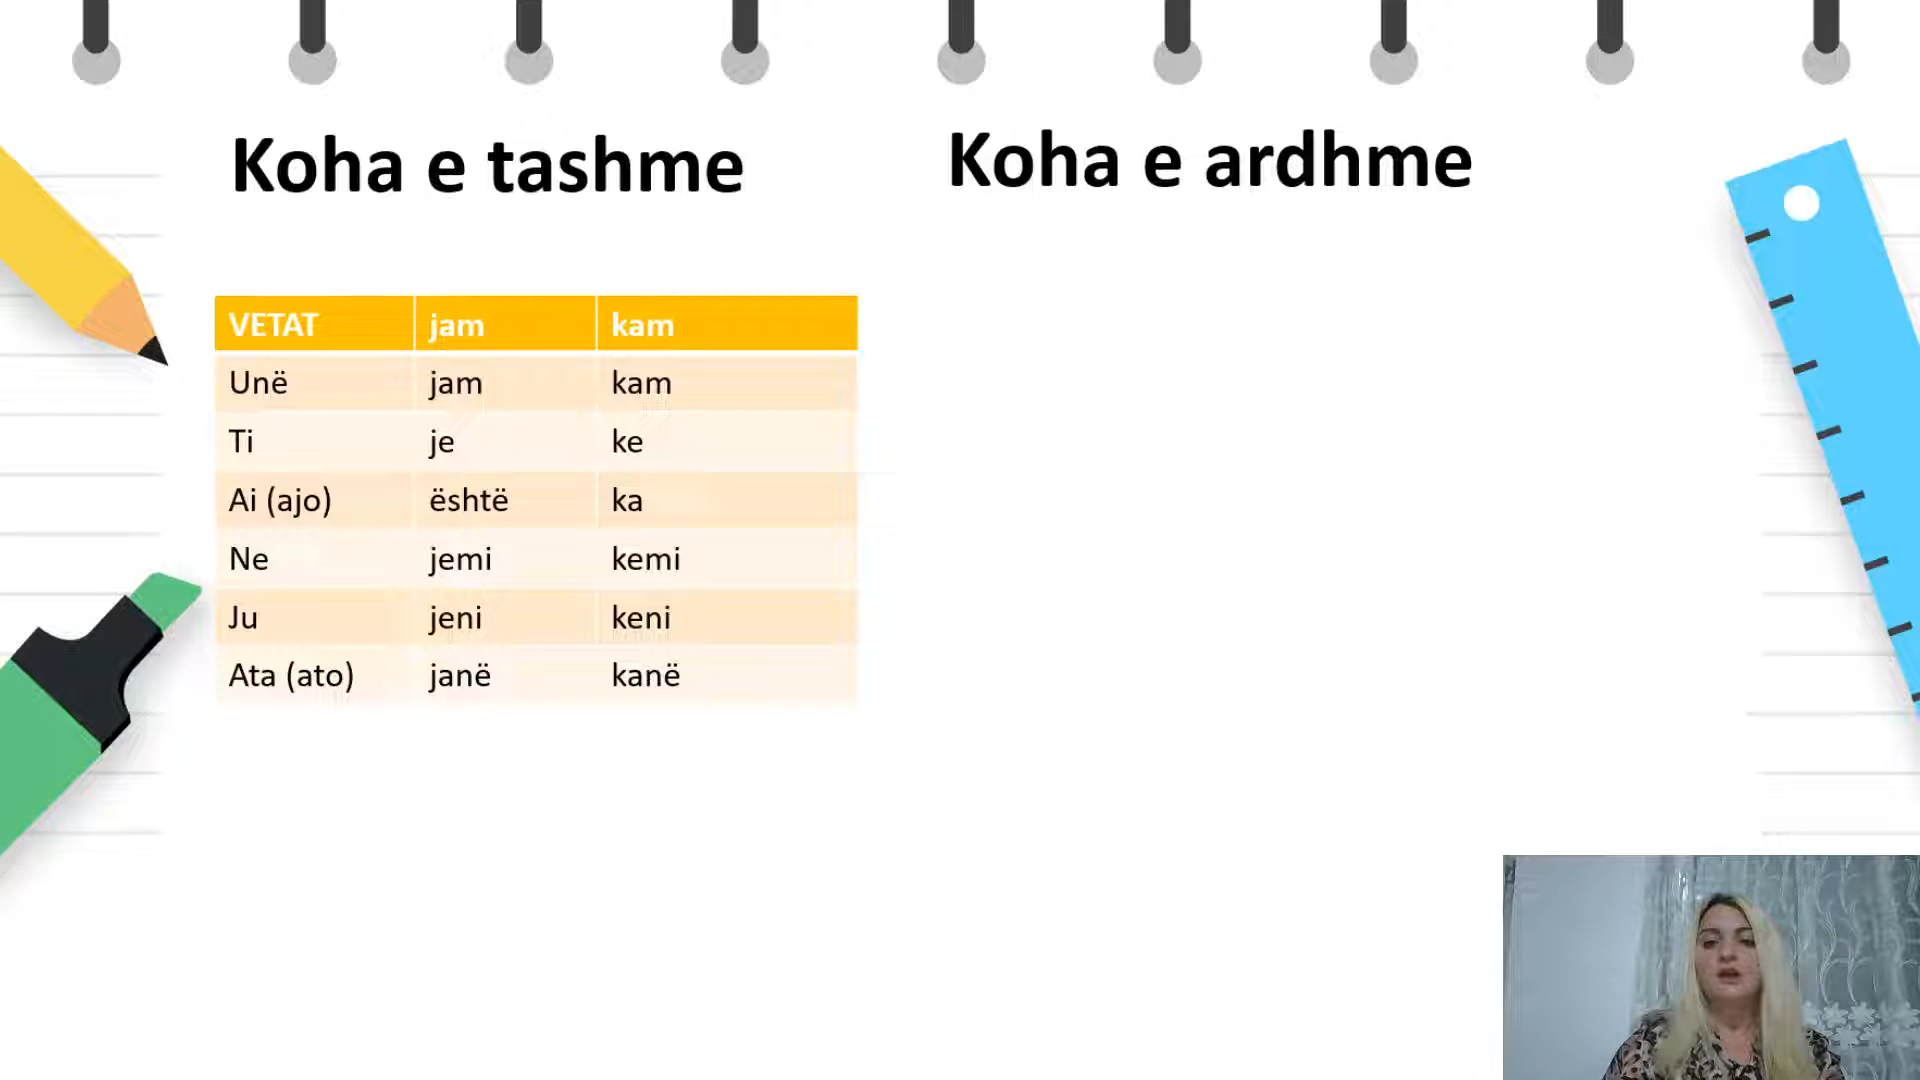 Koha e tashme
Koha e ardhme
VETAT jam kam
Unë jam kam
Ti je ke
Ai (ajo) është ka
Ne jemi kemi
Ju jeni keni
Ata (ato) janë kanë